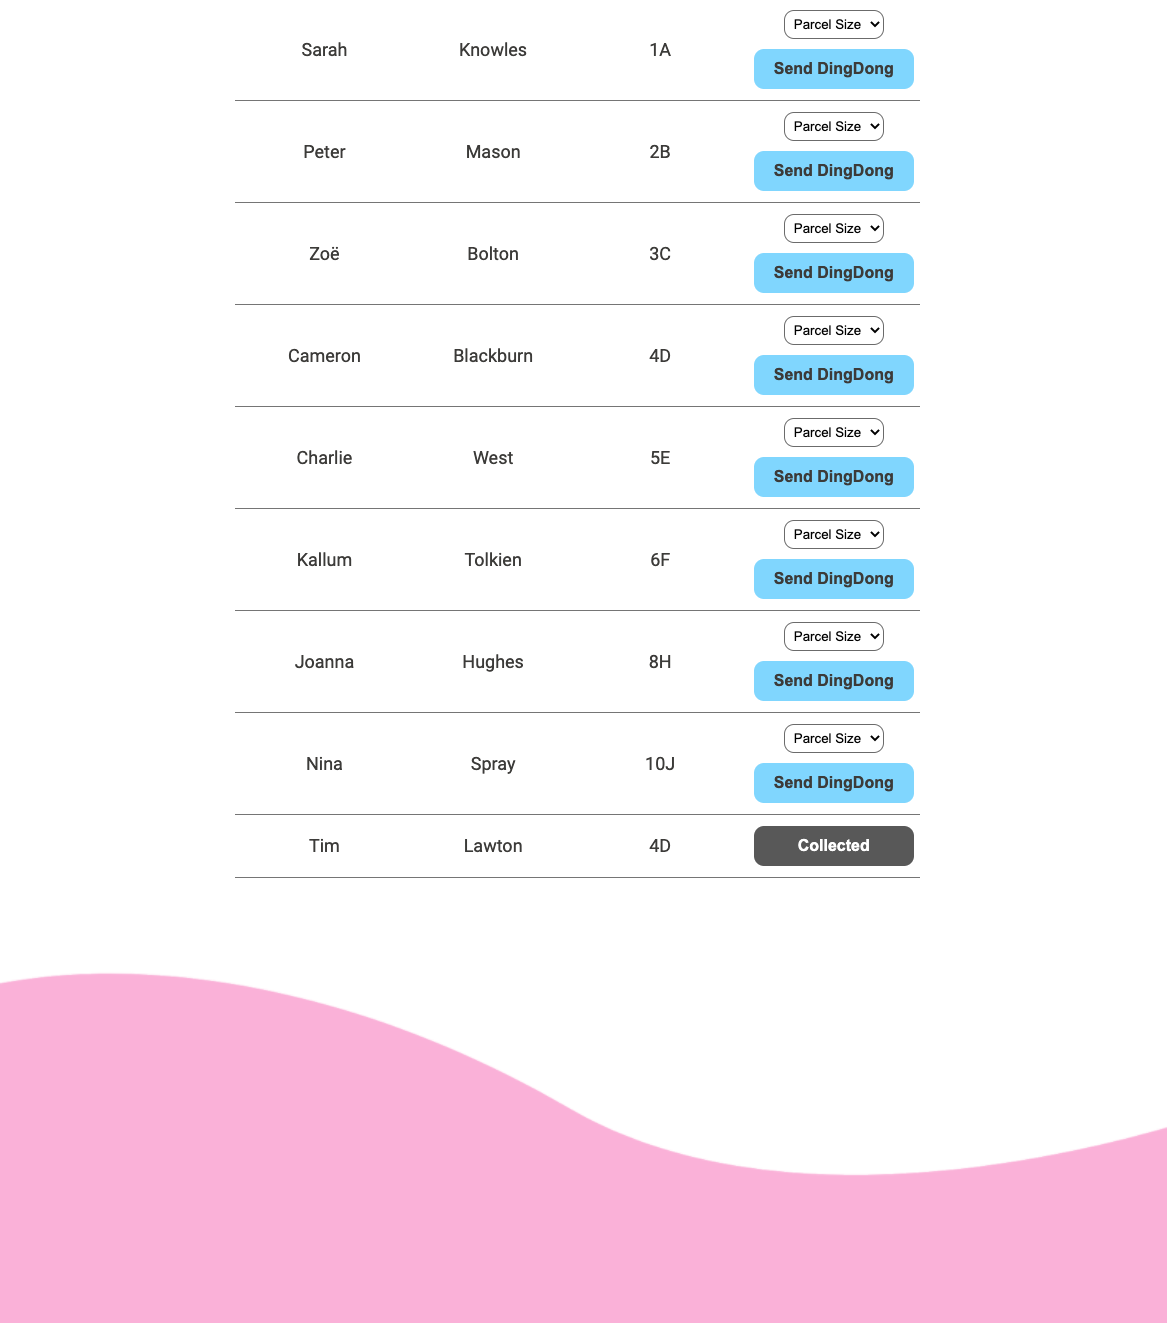 Parcel Size
Sarah Knowles 1A
Send DingDong
Parcel Size
Peter Mason 2B
Send DingDong
Parcel Size
Zoë Bolton 3C
Send DingDong
Parcel Size
Cameron Blackburn 4D
Send DingDong
Parcel Size
Charlie West 5E
Send DingDong
Parcel Size
Kallum Tolkien 6F
Send DingDong
Parcel Size
Joanna Hughes 8H
Send DingDong
Parcel Size
Nina Spray 10J
Send DingDong
Tim Lawton 4D Collected